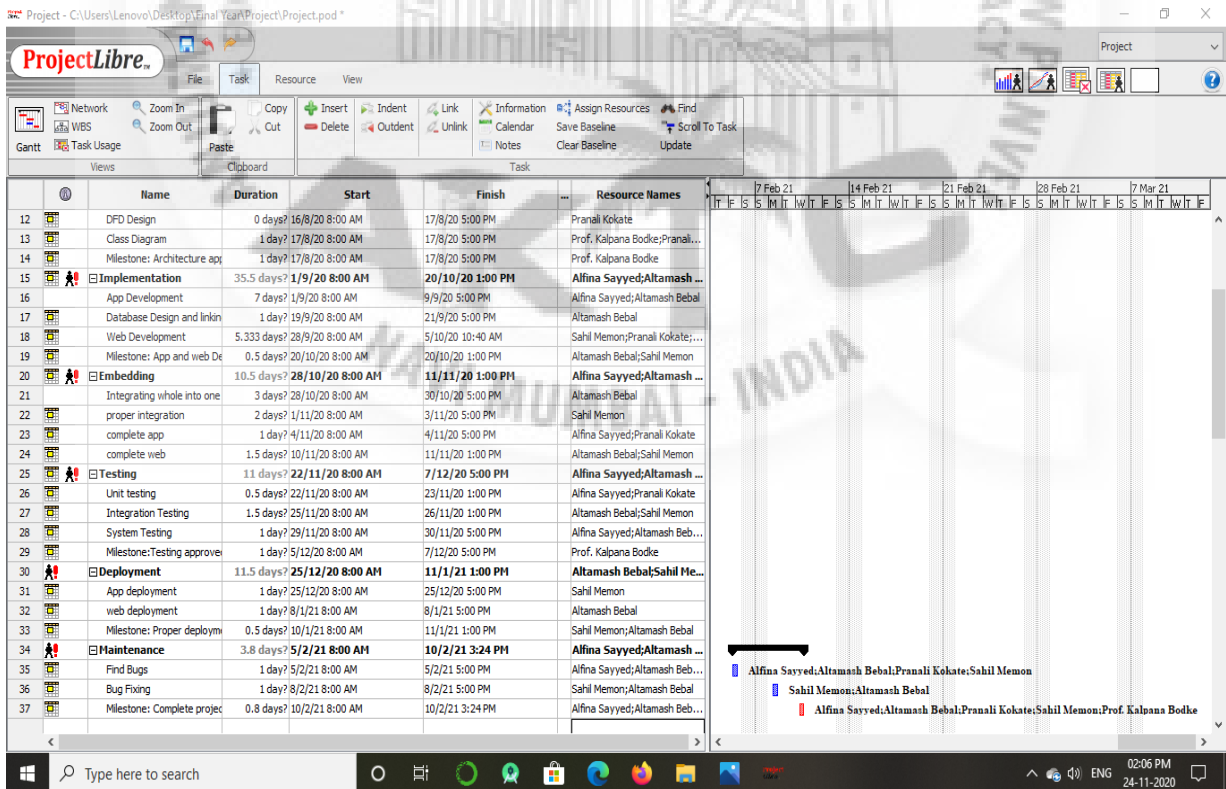 Project - C:\Users\Lenovo\Desktop\Final Year\Project\Project.pod *
ProjectLibre
Project
File Task Resource View
Network Zoom In Copy Insert Indent Link Information Assign Resources Find
WBS Zoom Out Cut Delete Outdent Unlink Calendar Save Baseline Scroll To Task
Gantt Task Usage Paste Notes Clear Baseline Update
Views Clipboard Task
7 Feb 21 14 Feb 21 21 Feb 21 28 Feb 21 7 Mar 21
Name Duration Start Finish ... Resource Names
T F S S M T W T F S S M T W T F S S M T W T F S S M T W T F S S M T W T F
12 DFD Design 0 days? 16/8/20 8:00 AM 17/8/20 5:00 PM Pranali Kokate
13 Class Diagram 1 day? 17/8/20 8:00 AM 17/8/20 5:00 PM Prof. Kalpana Bodke;Pranali...
14 Milestone: Architecture app 1 day? 17/8/20 8:00 AM 17/8/20 5:00 PM Prof. Kalpana Bodke
15 Implementation 35.5 days? 1/9/20 8:00 AM 20/10/20 1:00 PM Alfina Sayyed;Altamash ...
16 App Development 7 days? 1/9/20 8:00 AM 9/9/20 5:00 PM Alfina Sayyed;Altamash Bebal
17 Database Design and linkin 1 day? 19/9/20 8:00 AM 21/9/20 5:00 PM Altamash Bebal
18 Web Development 5.333 days? 28/9/20 8:00 AM 5/10/20 10:40 AM Sahil Memon;Pranali Kokate;...
19 Milestone: App and web De 0.5 days? 20/10/20 8:00 AM 20/10/20 1:00 PM Altamash Bebal;Sahil Memon
20 Embedding 10.5 days? 28/10/20 8:00 AM 11/11/20 1:00 PM Alfina Sayyed;Altamash ...
21 Integrating whole into one 3 days? 28/10/20 8:00 AM 30/10/20 5:00 PM Altamash Bebal
22 proper integration 2 days? 1/11/20 8:00 AM 3/11/20 5:00 PM Sahil Memon
23 complete app 1 day? 4/11/20 8:00 AM 4/11/20 5:00 PM Alfina Sayyed;Pranali Kokate
24 complete web 1.5 days? 10/11/20 8:00 AM 11/11/20 1:00 PM Altamash Bebal;Sahil Memon
25 Testing 11 days? 22/11/20 8:00 AM 7/12/20 5:00 PM Alfina Sayyed;Altamash ...
26 Unit testing 0.5 days? 22/11/20 8:00 AM 23/11/20 1:00 PM Alfina Sayyed;Pranali Kokate
27 Integration Testing 1.5 days? 25/11/20 8:00 AM 26/11/20 1:00 PM Altamash Bebal;Sahil Memon
28 System Testing 1 day? 29/11/20 8:00 AM 30/11/20 5:00 PM Alfina Sayyed;Altamash Beb...
29 Milestone:Testing approve 1 day? 5/12/20 8:00 AM 7/12/20 5:00 PM Prof. Kalpana Bodke
30 Deployment 11.5 days? 25/12/20 8:00 AM 11/1/21 1:00 PM Altamash Bebal;Sahil Me...
31 App deployment 1 day? 25/12/20 8:00 AM 25/12/20 5:00 PM Sahil Memon
32 web deployment 1 day? 8/1/21 8:00 AM 8/1/21 5:00 PM Altamash Bebal
33 Milestone: Proper deploym 0.5 days? 10/1/21 8:00 AM 11/1/21 1:00 PM Sahil Memon;Altamash Bebal
34 Maintenance 3.8 days? 5/2/21 8:00 AM 10/2/21 3:24 PM Alfina Sayyed;Altamash ...
35 Find Bugs 1 day? 5/2/21 8:00 AM 5/2/21 5:00 PM Alfina Sayyed;Altamash Beb... Alfina Sayyed;Altamash Bebal;Pranali Kokate;Sahil Memon
36 Bug Fixing 1 day? 8/2/21 8:00 AM 8/2/21 5:00 PM Sahil Memon;Altamash Bebal Sahil Memon;Altamash Bebal
37 Milestone: Complete projec 0.8 days? 10/2/21 8:00 AM 10/2/21 3:24 PM Alfina Sayyed;Altamash Beb... Alfina Sayyed;Altamash Bebal;Pranali Kokate;Sahil Memon;Prof. Kalpana Bodke
NAVI MUMBAI - INDIA
Type here to search
ENG 02:06 PM
24-11-2020